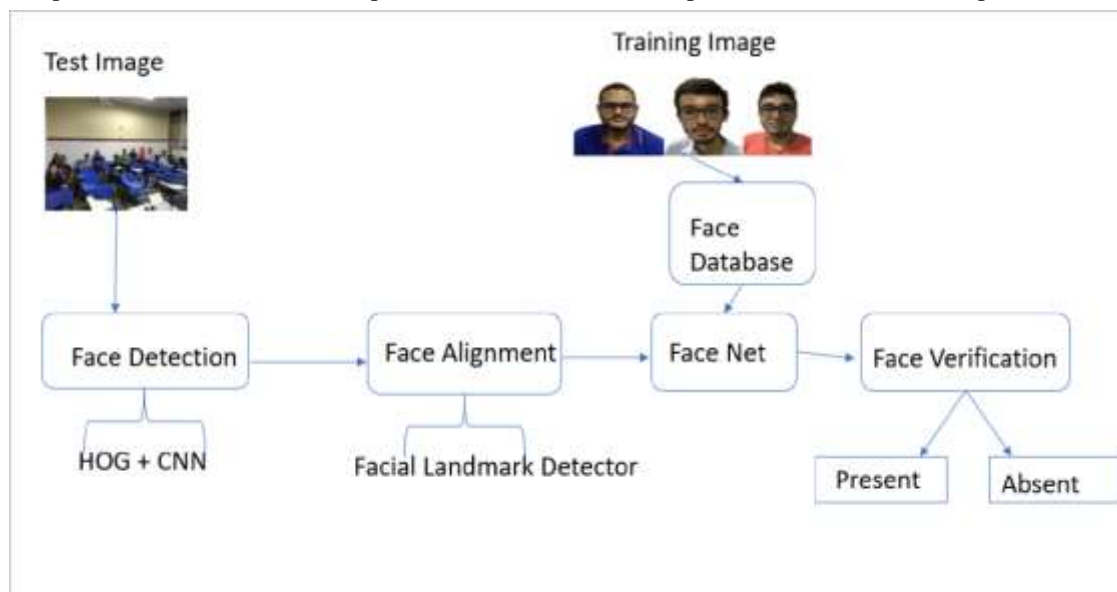 Test Image
Training Image
Face
Database
Face Detection
Face Alignment
Face Net
Face Verification
HOG + CNN
Facial Landmark Detector
Present
Absent